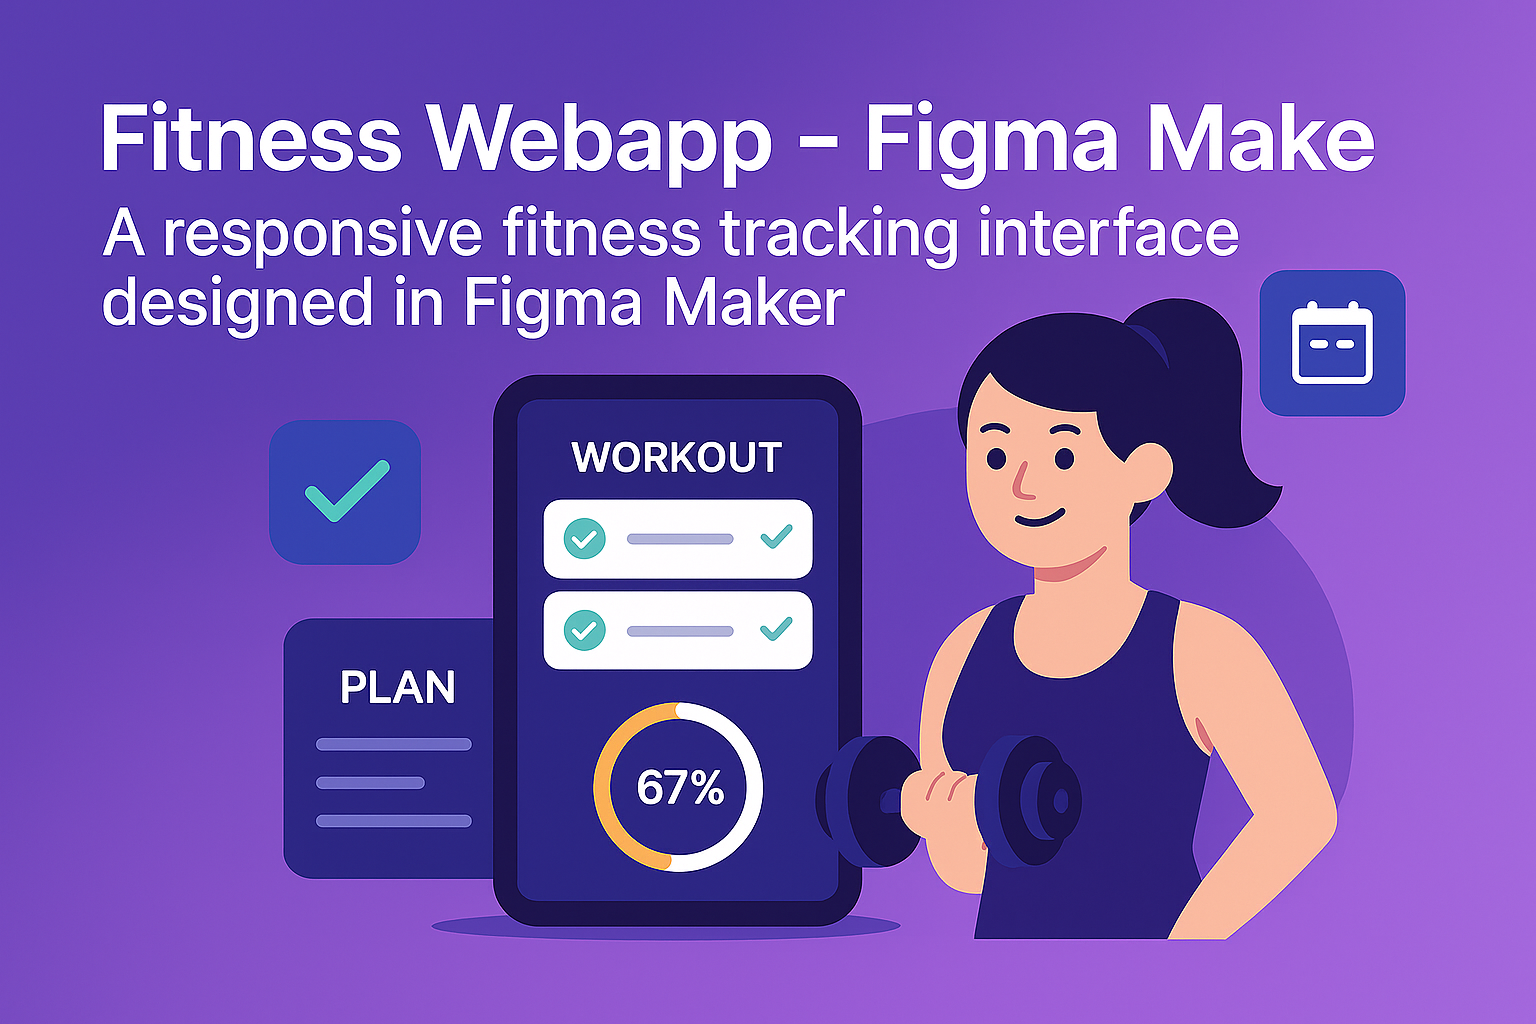 Fitness Webapp – Figma Make
A responsive fitness tracking interface
designed in Figma Maker
WORKOUT
PLAN
67%